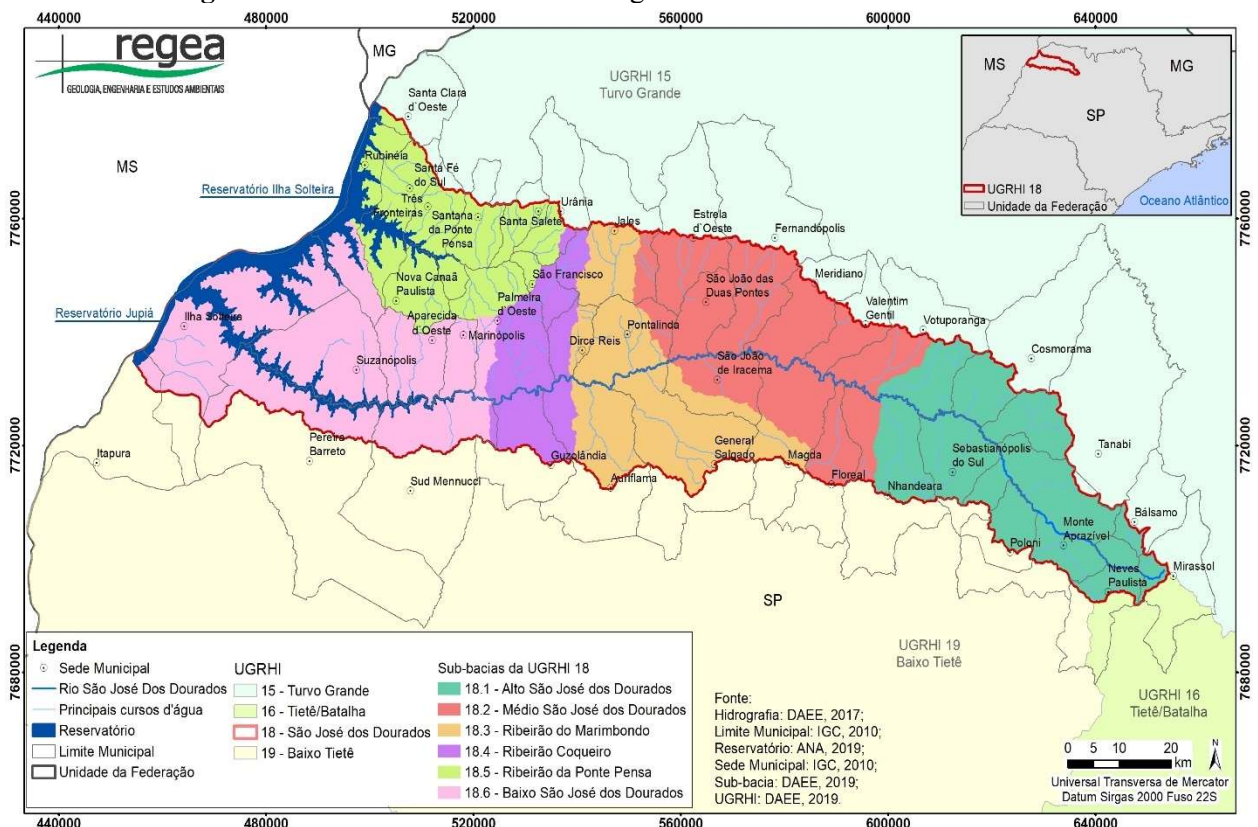 440000
480000
520000
560000
600000
640000
regea
GEOLOGIA, ENGENHARIA E ESTUDOS AMBIENTAIS
MG
MS
UGRHI 15
Turvo Grande
MS
MG
SP
UGRHI 18
Unidade da Federação
Oceano Atlântico
7760000
7720000
7680000
7760000
7720000
7680000
Reservatório Ilha Solteira
Reservatório Jupiá
Santa Clara
d´Oeste
Rubinéia
Santa Fé
do Sul
Três
Fronteiras
Santana
da Ponte
Pensa
Santa Salete
Urânia
Jales
Estrela
d'Oeste
Fernandópolis
Meridiano
Valentim
Gentil
Votuporanga
Cosmorama
Tanabi
Bálsamo
Mirassol
Nova Canaã
Paulista
São Francisco
Palmeira
d'Oeste
Aparecida
d'Oeste
Marinópolis
Dirce Reis
Pontalinda
São João das
Duas Pontes
São João
de Iracema
Ilha Solteira
Suzanápolis
Itapura
Pereira
Barreto
Sud Mennucci
Guzolândia
Auriflama
General
Salgado
Magda
Floreal
Nhandeara
Sebastianópolis
do Sul
Monte
Aprazível
Poloni
Neves
Paulista
SP
UGRHI 19
Baixo Tietê
UGRHI 16
Tietê/Batalha
Legenda
Sede Municipal
Rio São José Dos Dourados
Principais cursos d'água
Reservatório
Limite Municipal
Unidade da Federação
UGRHI
15 - Turvo Grande
16 - Tietê/Batalha
18 - São José dos Dourados
19 - Baixo Tietê
Sub-bacias da UGRHI 18
18.1 - Alto São José dos Dourados
18.2 - Médio São José dos Dourados
18.3 - Ribeirão do Marimbondo
18.4 - Ribeirão Coqueiro
18.5 - Ribeirão da Ponte Pensa
18.6 - Baixo São José dos Dourados
Fonte:
Hidrografia: DAEE, 2017;
Limite Municipal: IGC, 2010;
Reservatório: ANA, 2019;
Sede Municipal: IGC, 2010;
Sub-bacia: DAEE, 2019;
UGRHI: DAEE, 2019.
0 5 10 20
km
N
Universal Transversa de Mercator
Datum Sirgas 2000 Fuso 22S
440000
480000
520000
560000
600000
640000